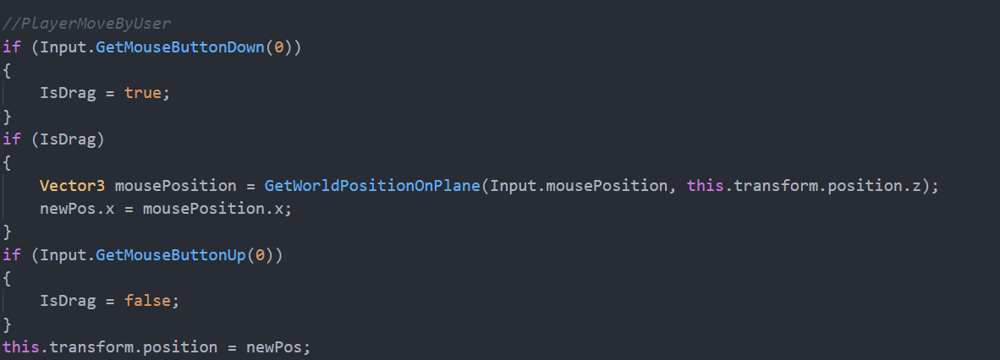 //PlayerMoveByUser
if (Input.GetMouseButtonDown(0))
{
    IsDrag = true;
}
if (IsDrag)
{
    Vector3 mousePosition = GetWorldPositionOnPlane(Input.mousePosition, this.transform.position.z);
    newPos.x = mousePosition.x;
}
if (Input.GetMouseButtonUp(0))
{
    IsDrag = false;
}
this.transform.position = newPos;